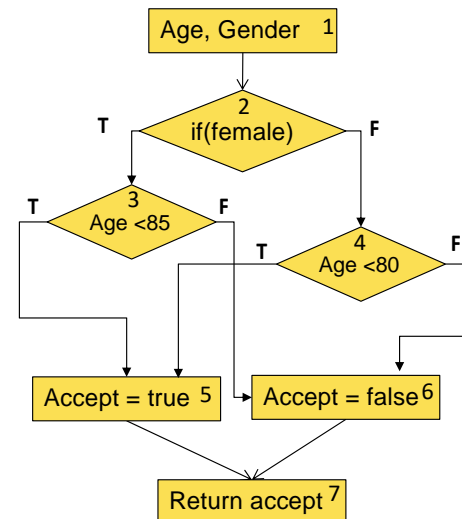 Age, Gender 1
2
T
if(female)
F
3
T
Age <85
F
4
T
Age <80
F
Accept = true 5
Accept = false 6
Return accept 7